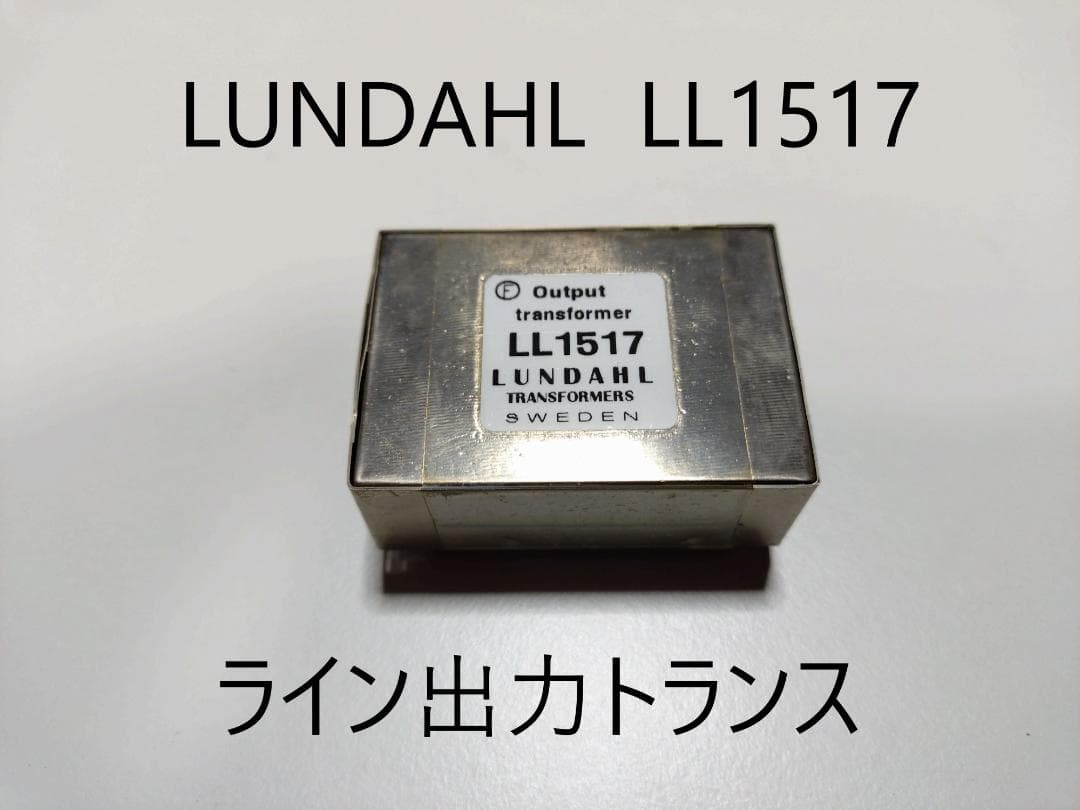 LUNDAHL LL1517
Ⓕ Output
transformer
LL1517
LUNDAHL
TRANSFORMERS
SWEDEN
ライン出力トランス